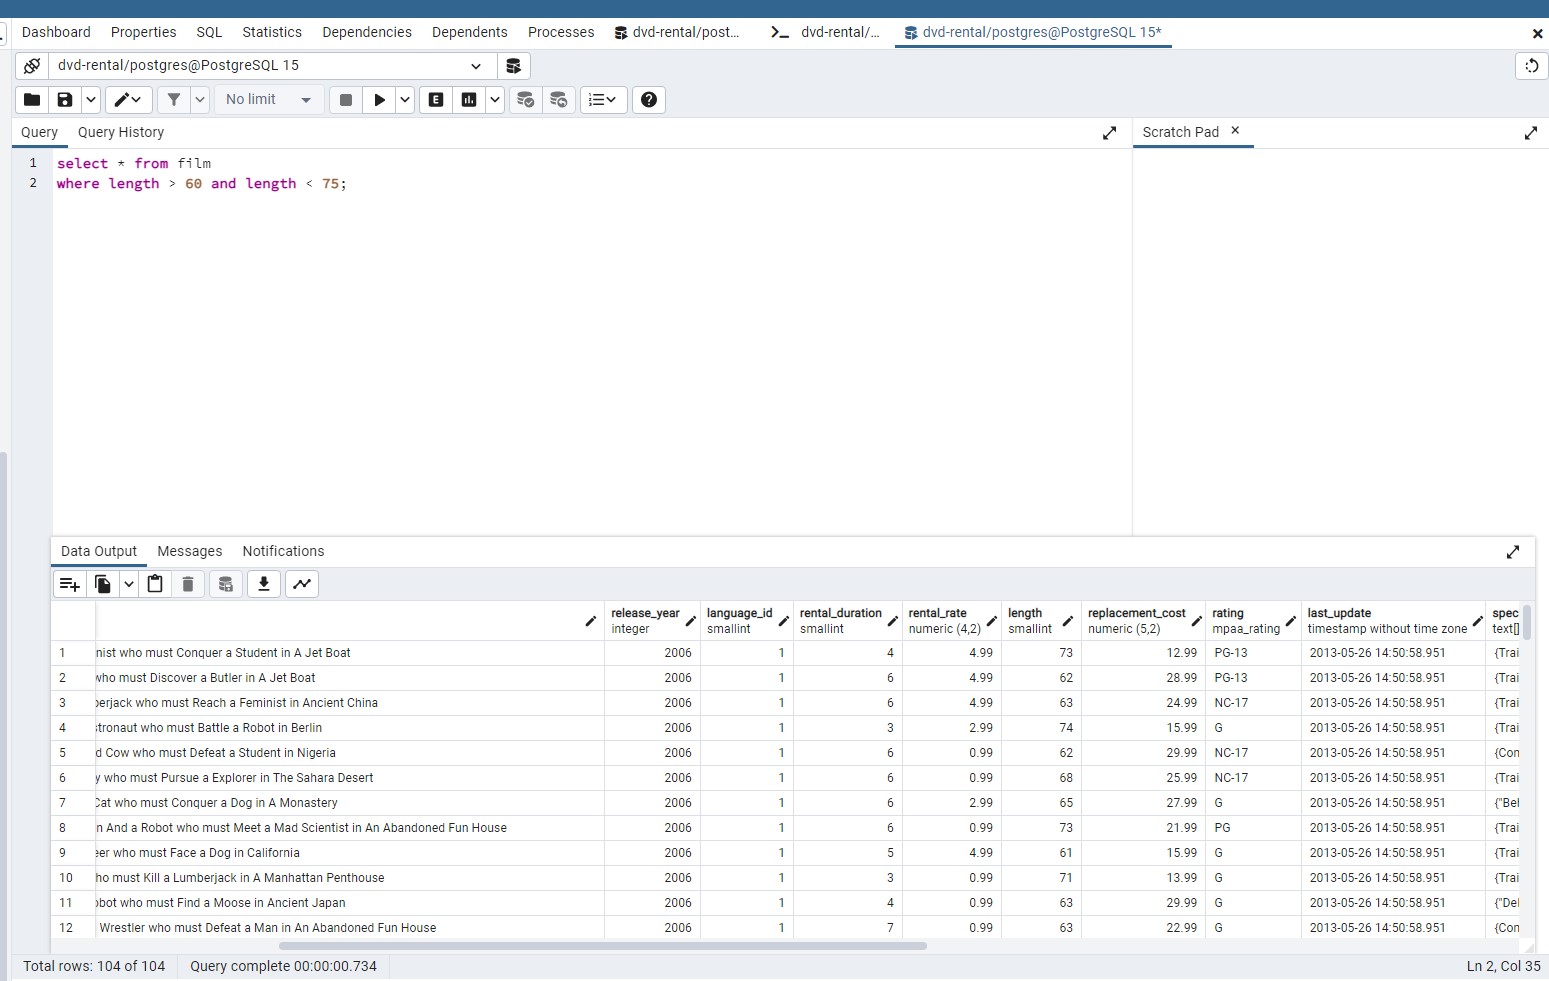 Dashboard Properties SQL Statistics Dependencies Dependents Processes dvd-rental/post... dvd-rental/... dvd-rental/postgres@PostgreSQL 15*
dvd-rental/postgres@PostgreSQL 15
No limit
Query Query History Scratch Pad
1 select * from film
2 where length > 60 and length < 75;
Data Output Messages Notifications
release_year language_id rental_duration rental_rate length replacement_cost rating last_update spec
integer smallint smallint numeric (4,2) smallint numeric (5,2) mpaa_rating timestamp without time zone text[]
1 nist who must Conquer a Student in A Jet Boat 2006 1 4 4.99 73 12.99 PG-13 2013-05-26 14:50:58.951 {Trai
2 who must Discover a Butler in A Jet Boat 2006 1 6 4.99 62 28.99 PG-13 2013-05-26 14:50:58.951 {Trai
3 berjack who must Reach a Feminist in Ancient China 2006 1 6 4.99 63 24.99 NC-17 2013-05-26 14:50:58.951 {Trai
4 stronaut who must Battle a Robot in Berlin 2006 1 3 2.99 74 15.99 G 2013-05-26 14:50:58.951 {Trai
5 d Cow who must Defeat a Student in Nigeria 2006 1 6 0.99 62 29.99 NC-17 2013-05-26 14:50:58.951 {Con
6 y who must Pursue a Explorer in The Sahara Desert 2006 1 6 0.99 68 25.99 NC-17 2013-05-26 14:50:58.951 {Trai
7 Cat who must Conquer a Dog in A Monastery 2006 1 6 2.99 65 27.99 G 2013-05-26 14:50:58.951 {"Bel
8 n And a Robot who must Meet a Mad Scientist in An Abandoned Fun House 2006 1 6 0.99 73 21.99 PG 2013-05-26 14:50:58.951 {Trai
9 eer who must Face a Dog in California 2006 1 5 4.99 61 15.99 G 2013-05-26 14:50:58.951 {Trai
10 ho must Kill a Lumberjack in A Manhattan Penthouse 2006 1 3 0.99 71 13.99 G 2013-05-26 14:50:58.951 {Trai
11 obot who must Find a Moose in Ancient Japan 2006 1 4 0.99 63 29.99 G 2013-05-26 14:50:58.951 {"Del
12 Wrestler who must Defeat a Man in An Abandoned Fun House 2006 1 7 0.99 63 22.99 G 2013-05-26 14:50:58.951 {Con
Total rows: 104 of 104 Query complete 00:00:00.734 Ln 2, Col 35